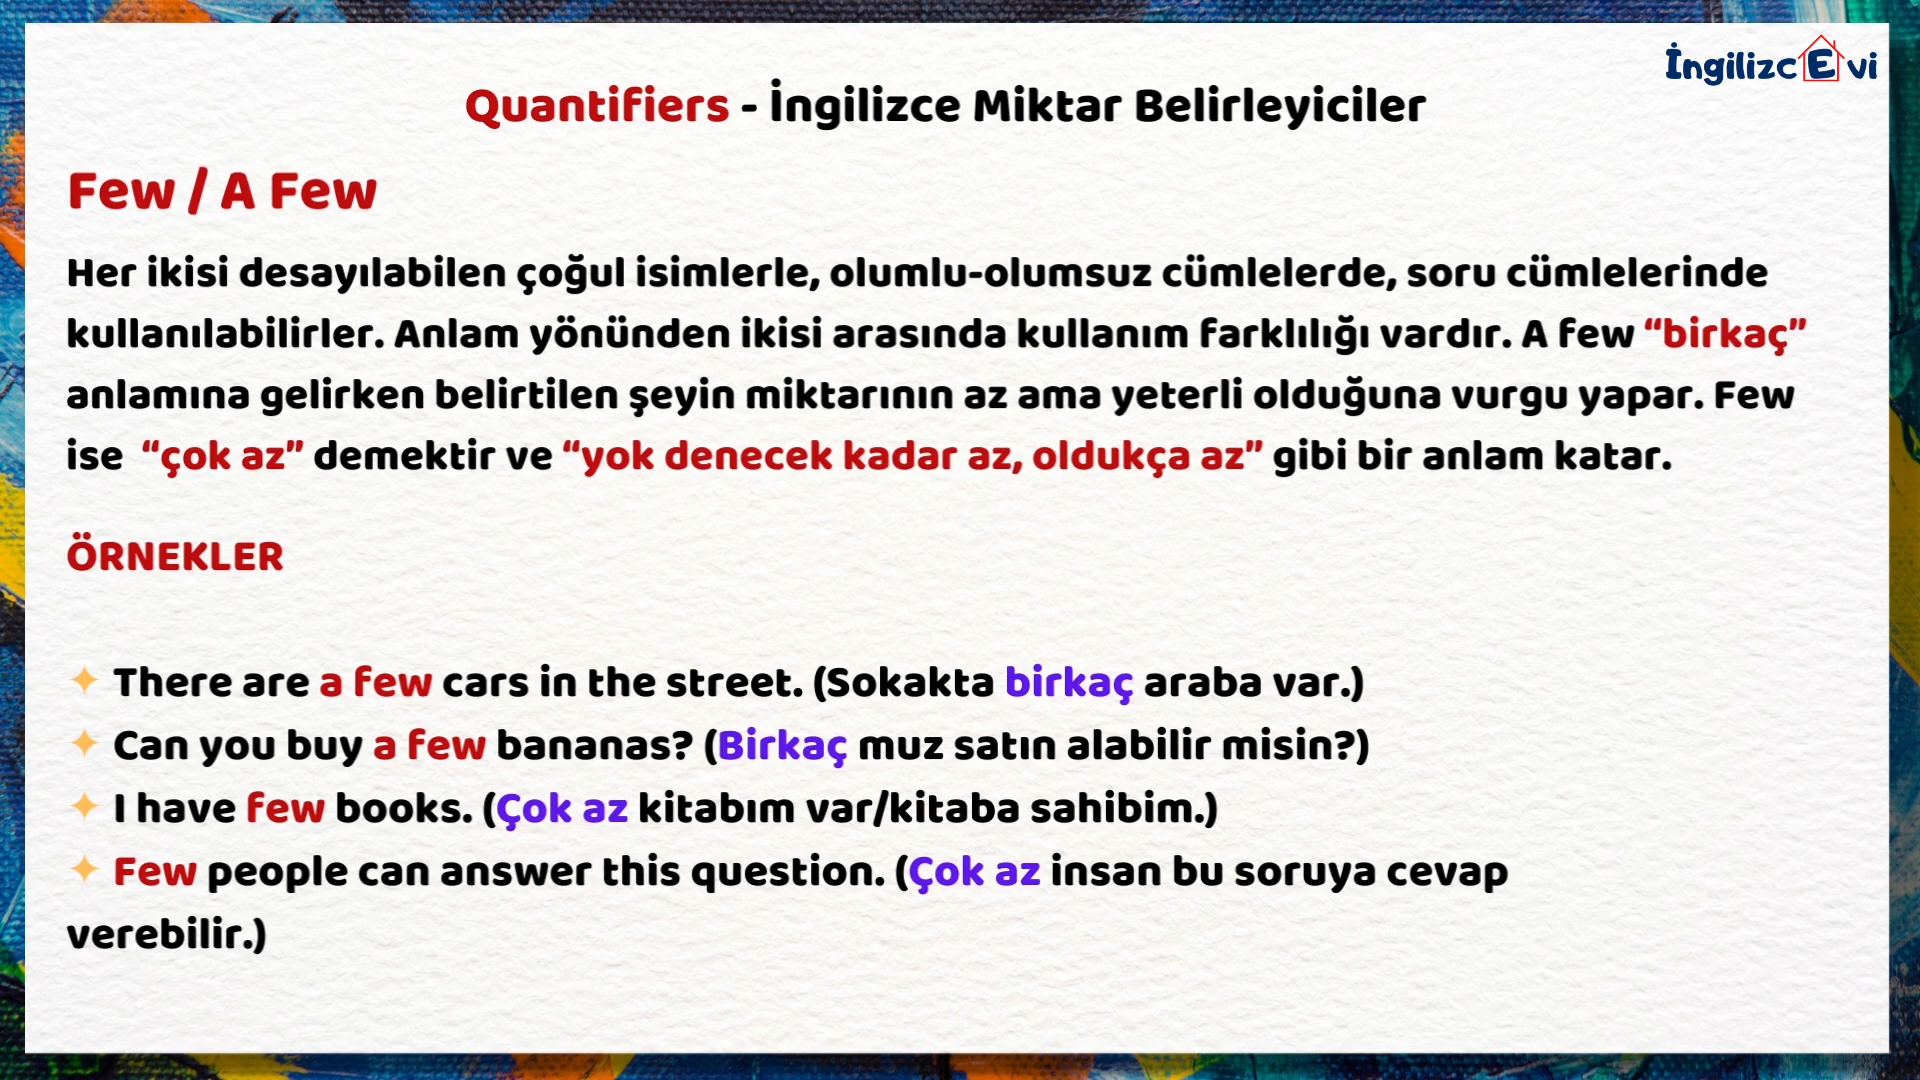 İngilizcEvi
Quantifiers - İngilizce Miktar Belirleyiciler
Few / A Few
Her ikisi desayılabilen çoğul isimlerle, olumlu-olumsuz cümlelerde, soru cümlelerinde
kullanılabilirler. Anlam yönünden ikisi arasında kullanım farklılığı vardır. A few “birkaç”
anlamına gelirken belirtilen şeyin miktarının az ama yeterli olduğuna vurgu yapar. Few
ise “çok az” demektir ve “yok denecek kadar az, oldukça az” gibi bir anlam katar.
ÖRNEKLER
✦ There are a few cars in the street. (Sokakta birkaç araba var.)
✦ Can you buy a few bananas? (Birkaç muz satın alabilir misin?)
✦ I have few books. (Çok az kitabım var/kitaba sahibim.)
✦ Few people can answer this question. (Çok az insan bu soruya cevap
verebilir.)